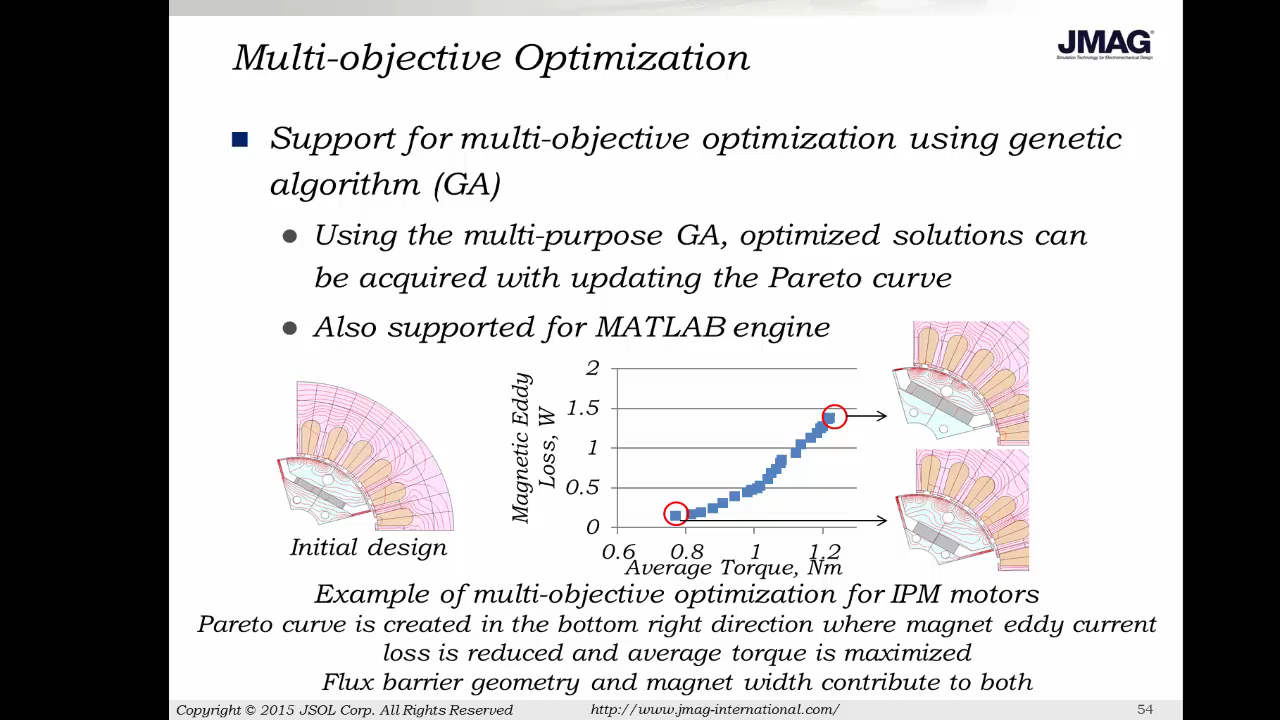 Multi-objective Optimization
JMAG
Simulation Technology for Electromechanical Design
Support for multi-objective optimization using genetic
algorithm (GA)
Using the multi-purpose GA, optimized solutions can
be acquired with updating the Pareto curve
Also supported for MATLAB engine
Initial design
Magnetic Eddy
Loss, W
2
1.5
1
0.5
0
0.6 0.8 1 1.2
Average Torque, Nm
Example of multi-objective optimization for IPM motors
Pareto curve is created in the bottom right direction where magnet eddy current
loss is reduced and average torque is maximized
Flux barrier geometry and magnet width contribute to both
Copyright © 2015 JSOL Corp. All Rights Reserved http://www.jmag-international.com/ 54